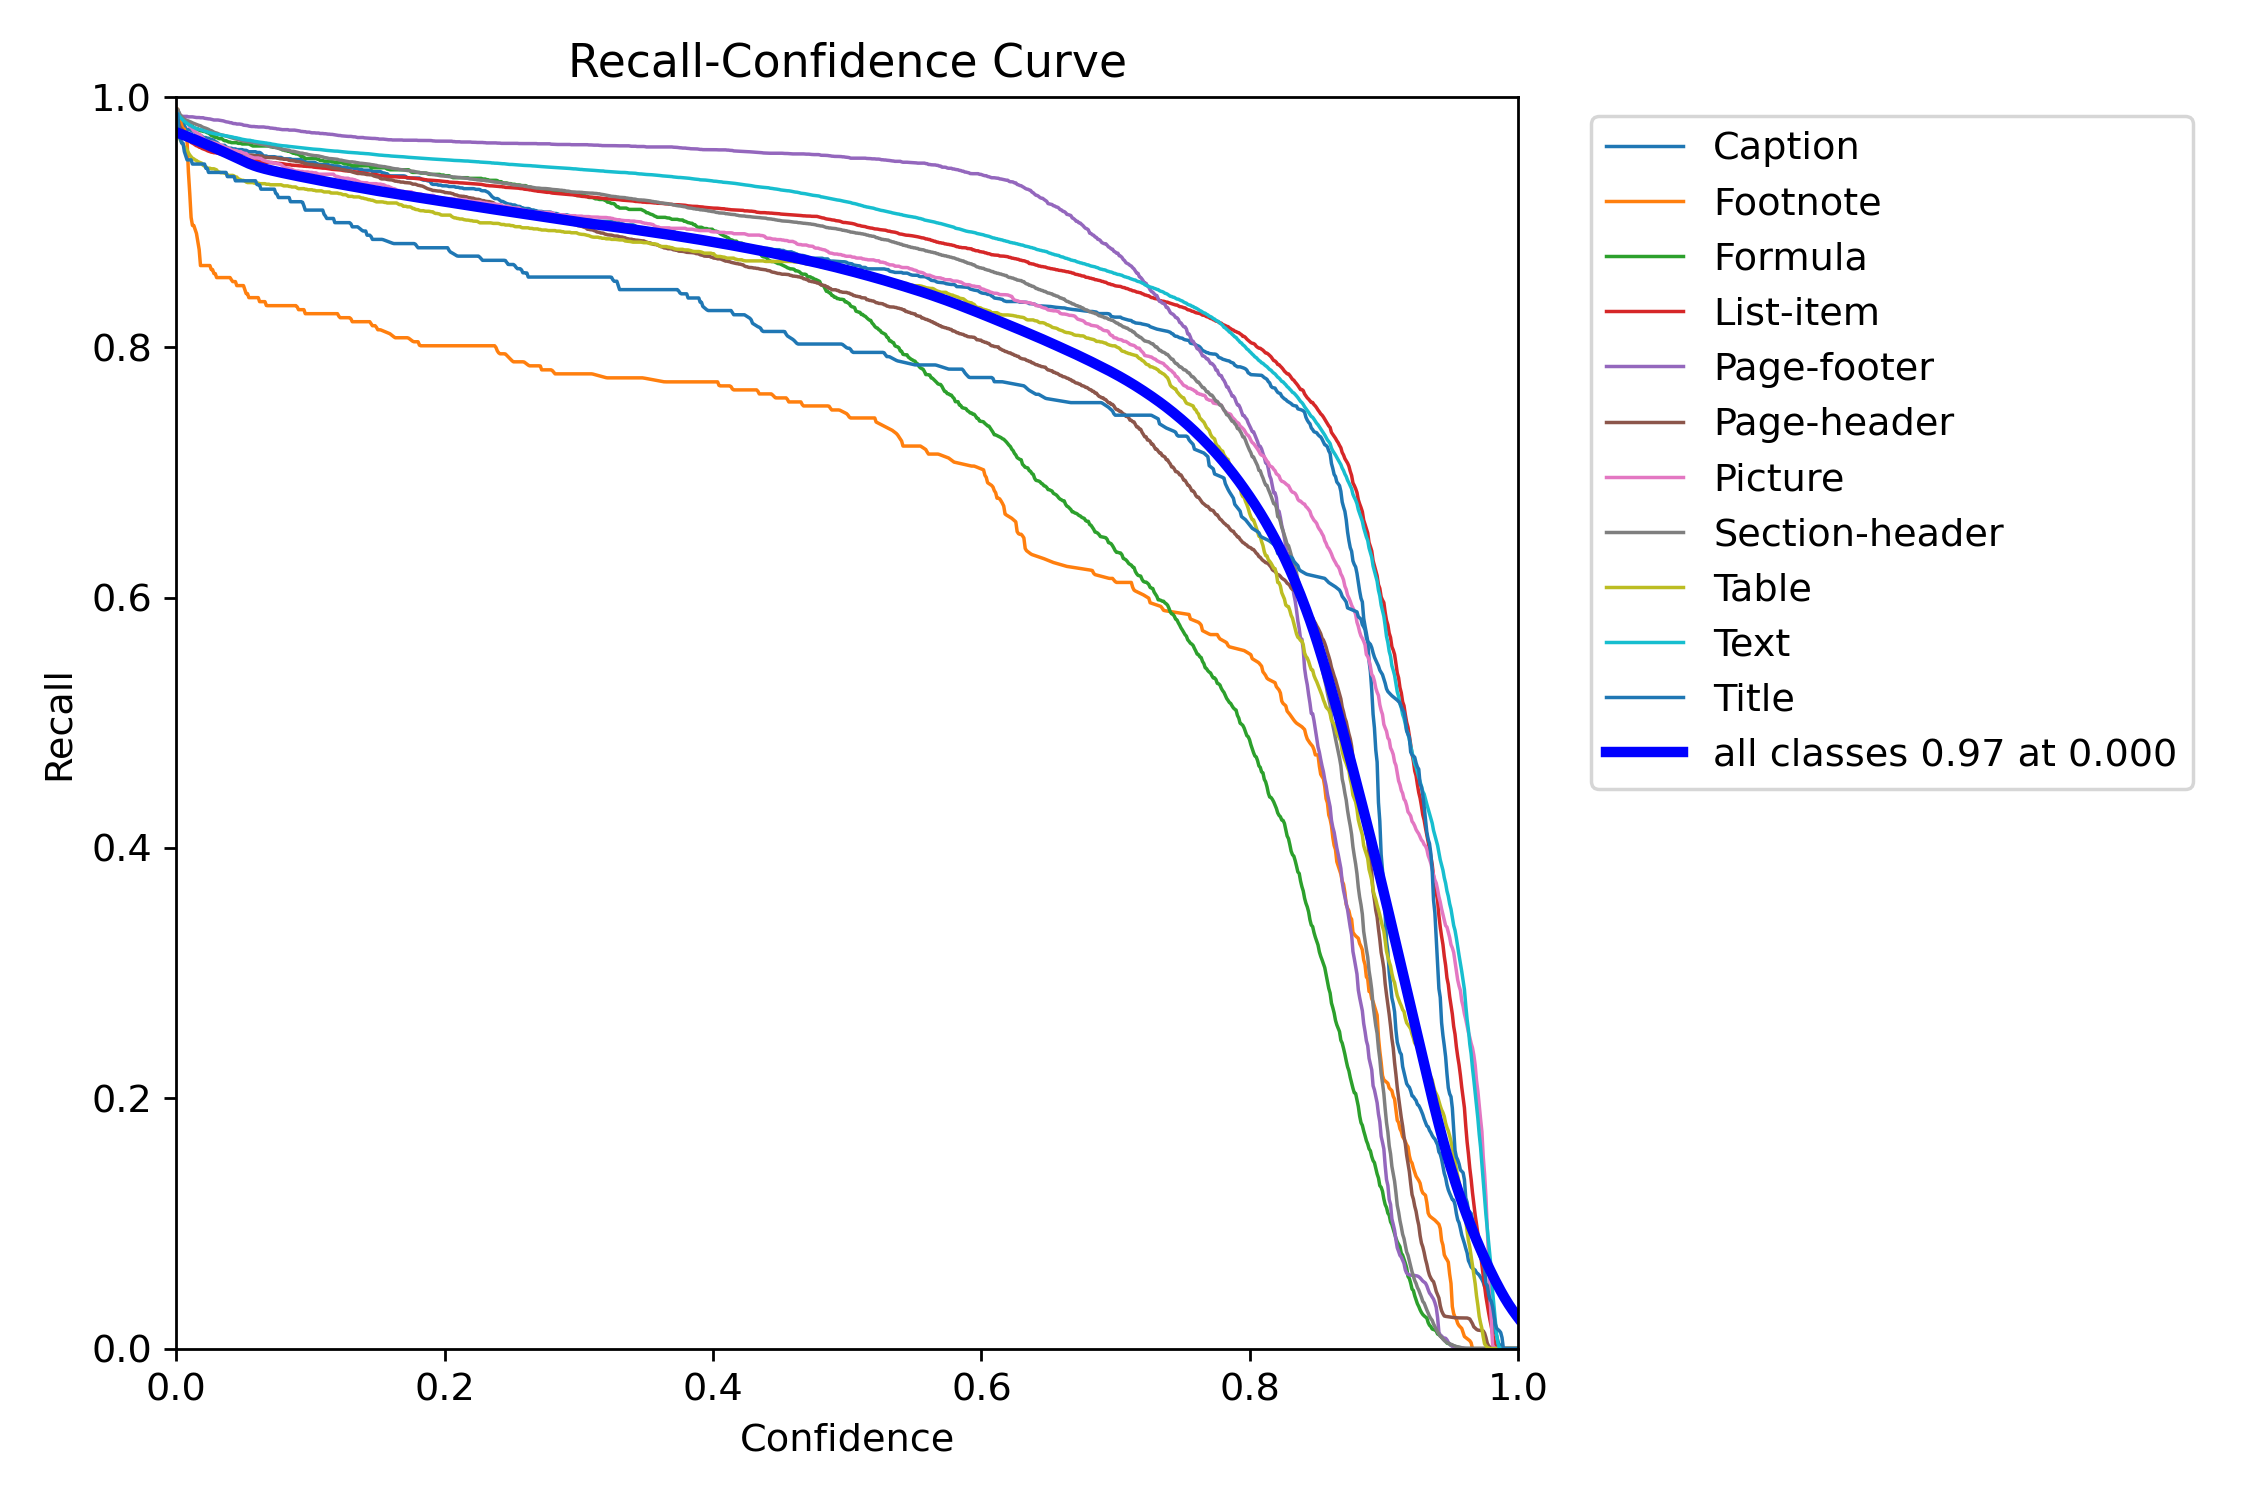 Recall-Confidence Curve
1.0
0.8
0.6
0.4
0.2
0.0
Recall
0.0 0.2 0.4 0.6 0.8 1.0
Confidence
Caption
Footnote
Formula
List-item
Page-footer
Page-header
Picture
Section-header
Table
Text
Title
all classes 0.97 at 0.000